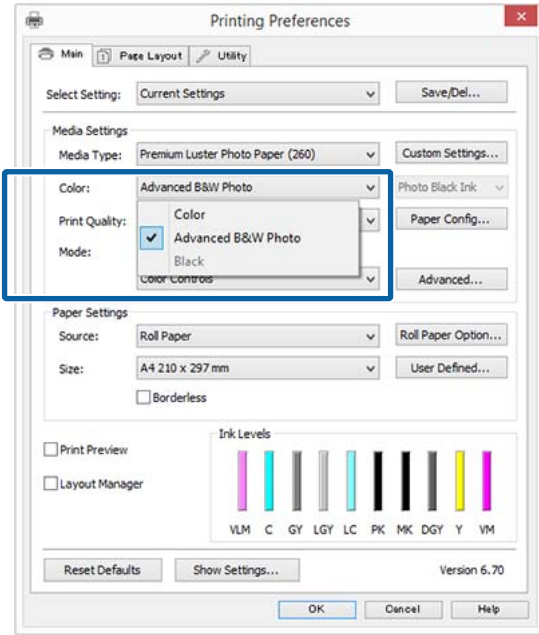 Printing Preferences
Main Page Layout Utility
Select Setting: Current Settings Save/Del...
Media Settings
Media Type: Premium Luster Photo Paper (260) Custom Settings...
Color: Advanced B&W Photo Photo Black Ink
Print Quality: Color Paper Config...
Advanced B&W Photo
Mode: Black
Color Controls Advanced...
Paper Settings
Source: Roll Paper Roll Paper Option...
Size: A4 210 x 297 mm User Defined...
Borderless
Ink Levels
Print Preview
Layout Manager
VLM C GY LGY LC PK MK DGY Y VM
Reset Defaults Show Settings... Version 6.70
OK Cancel Help